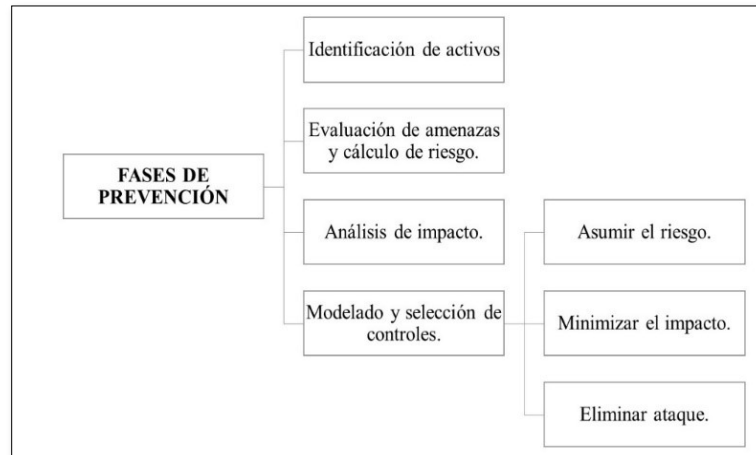 Identificación de activos
Evaluación de amenazas
y cálculo de riesgo.
FASES DE
PREVENCIÓN
Análisis de impacto.
Asumir el riesgo.
Modelado y selección de
controles.
Minimizar el impacto.
Eliminar ataque.